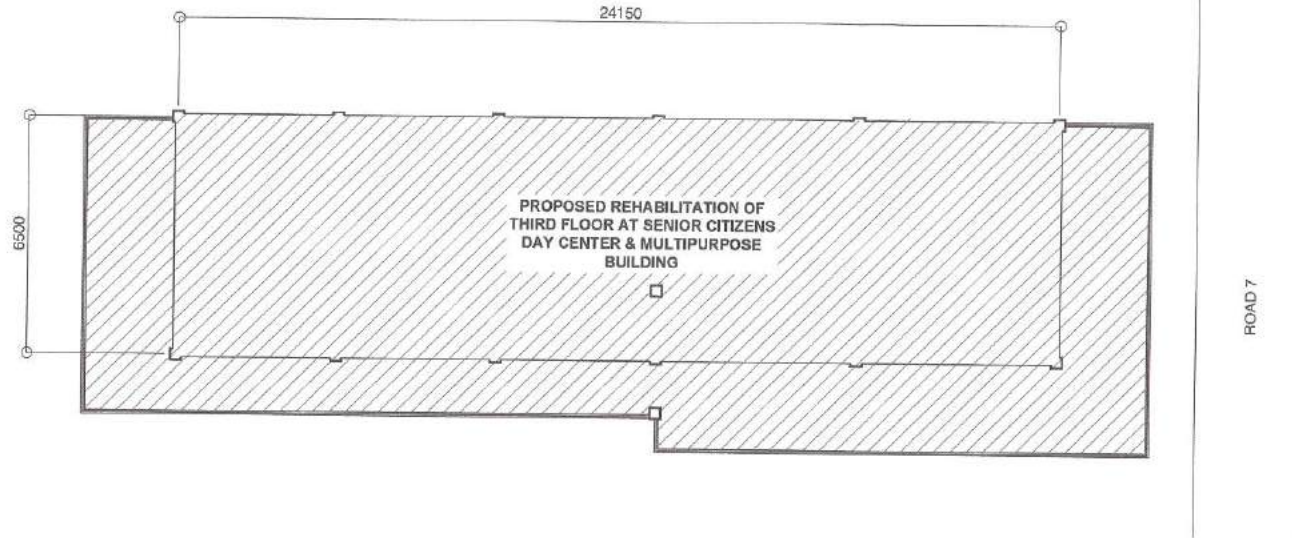 24150
6500
PROPOSED REHABILITATION OF
THIRD FLOOR AT SENIOR CITIZENS
DAY CENTER & MULTIPURPOSE
BUILDING
ROAD 7